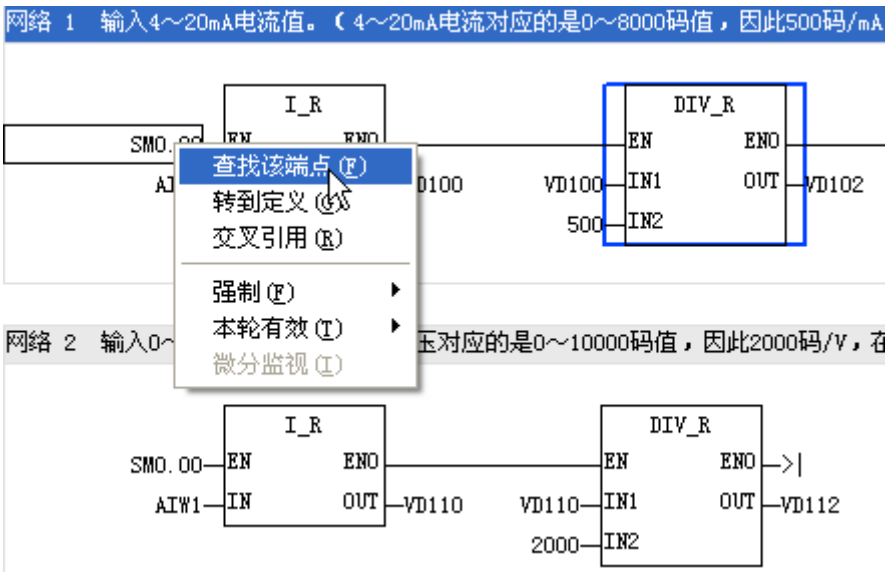 网络 1 输入4～20mA电流值。(4～20mA电流对应的是0～8000码值，因此500码/mA
I_R DIV_R
SM0.00 EN ENO EN ENO
查找该端点(F)
VD100 VD100 IN1 OUT VD102
转到定义(G)
500 IN2
交叉引用(R)
强制(F)
本轮有效(T)
网络 2 输入0～ 压对应的是0～10000码值，因此2000码/V，在
微分监视(I)
I_R DIV_R
SM0.00 EN ENO EN ENO
AIW1 IN OUT VD110 VD110 IN1 OUT VD112
2000 IN2